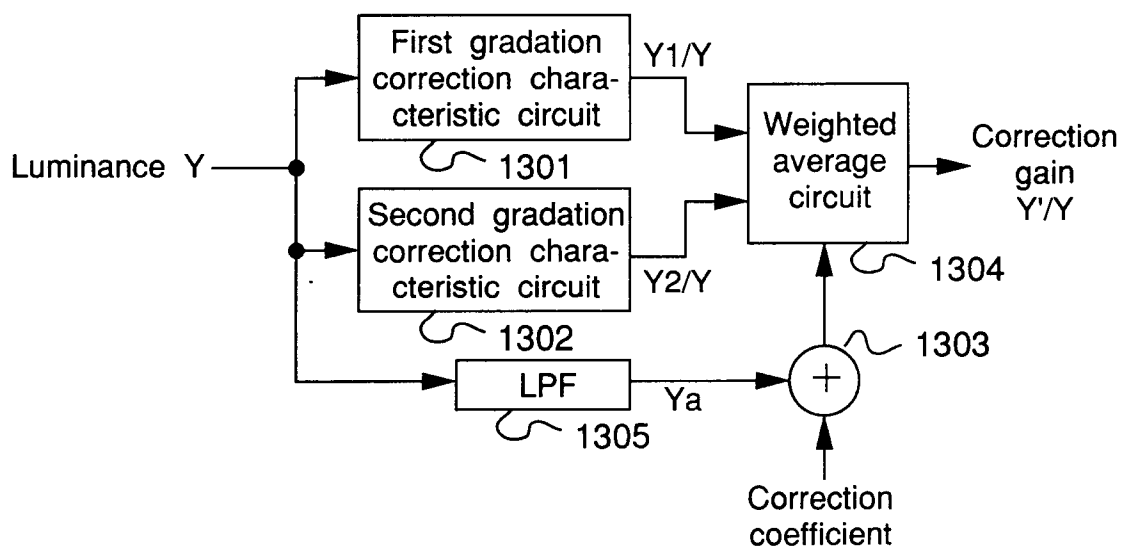 First gradation
correction chara-
cteristic circuit
Y1/Y
1301
Luminance Y
Weighted
average
circuit
Correction
gain
Y'/Y
1304
Second gradation
correction chara-
cteristic circuit
Y2/Y
1302
1303
LPF
Ya
+
1305
Correction
coefficient